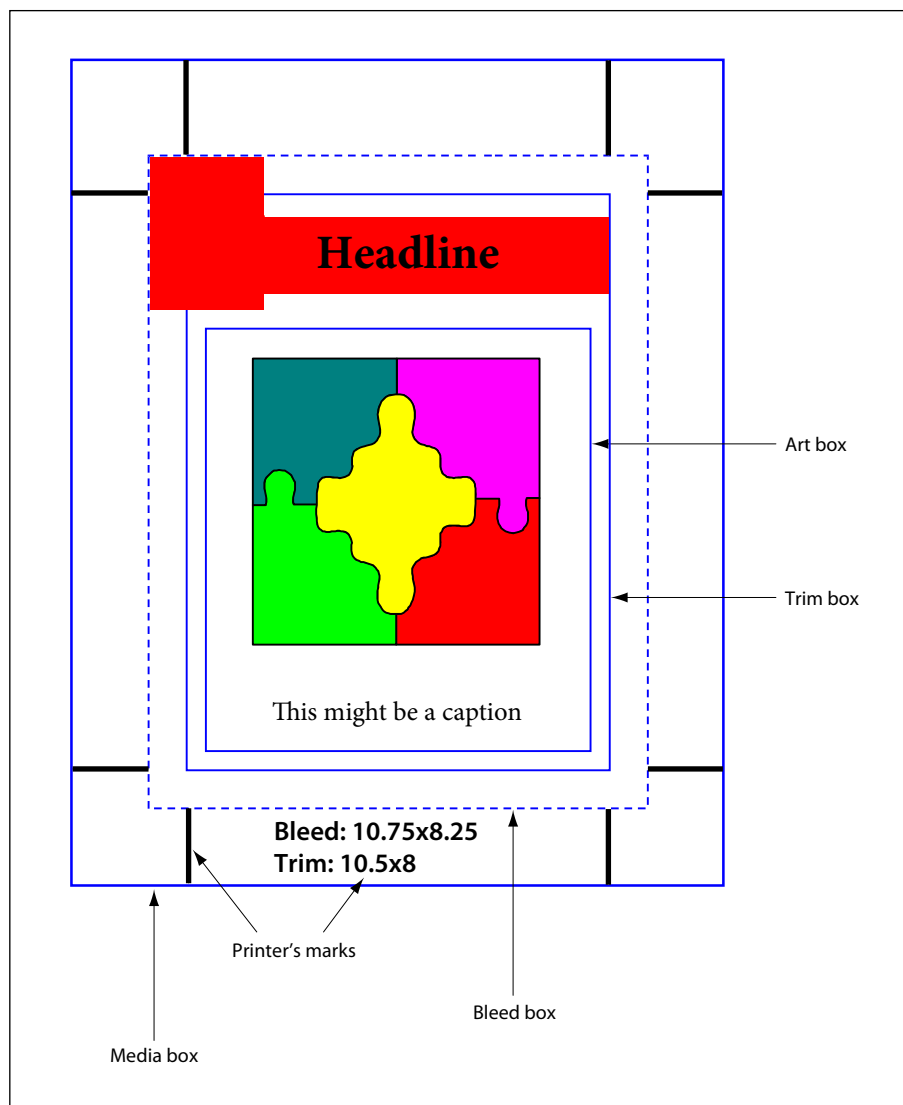 Headline
Art box
Trim box
This might be a caption
Bleed: 10.75x8.25
Trim: 10.5x8
Printer’s marks
Bleed box
Media box